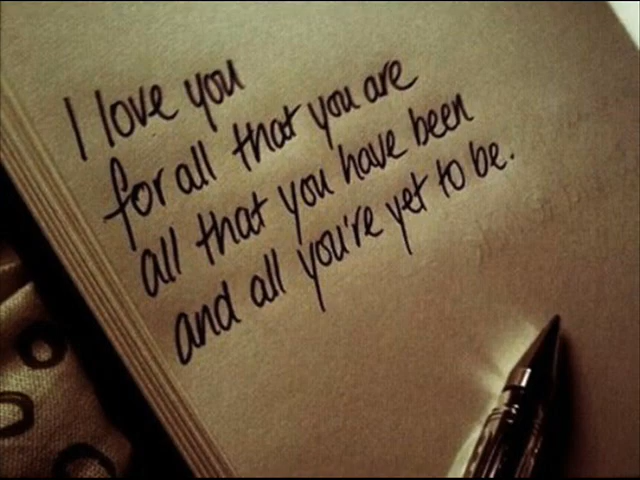 I love you
for all that you are
all that you have been
and all you're yet to be.